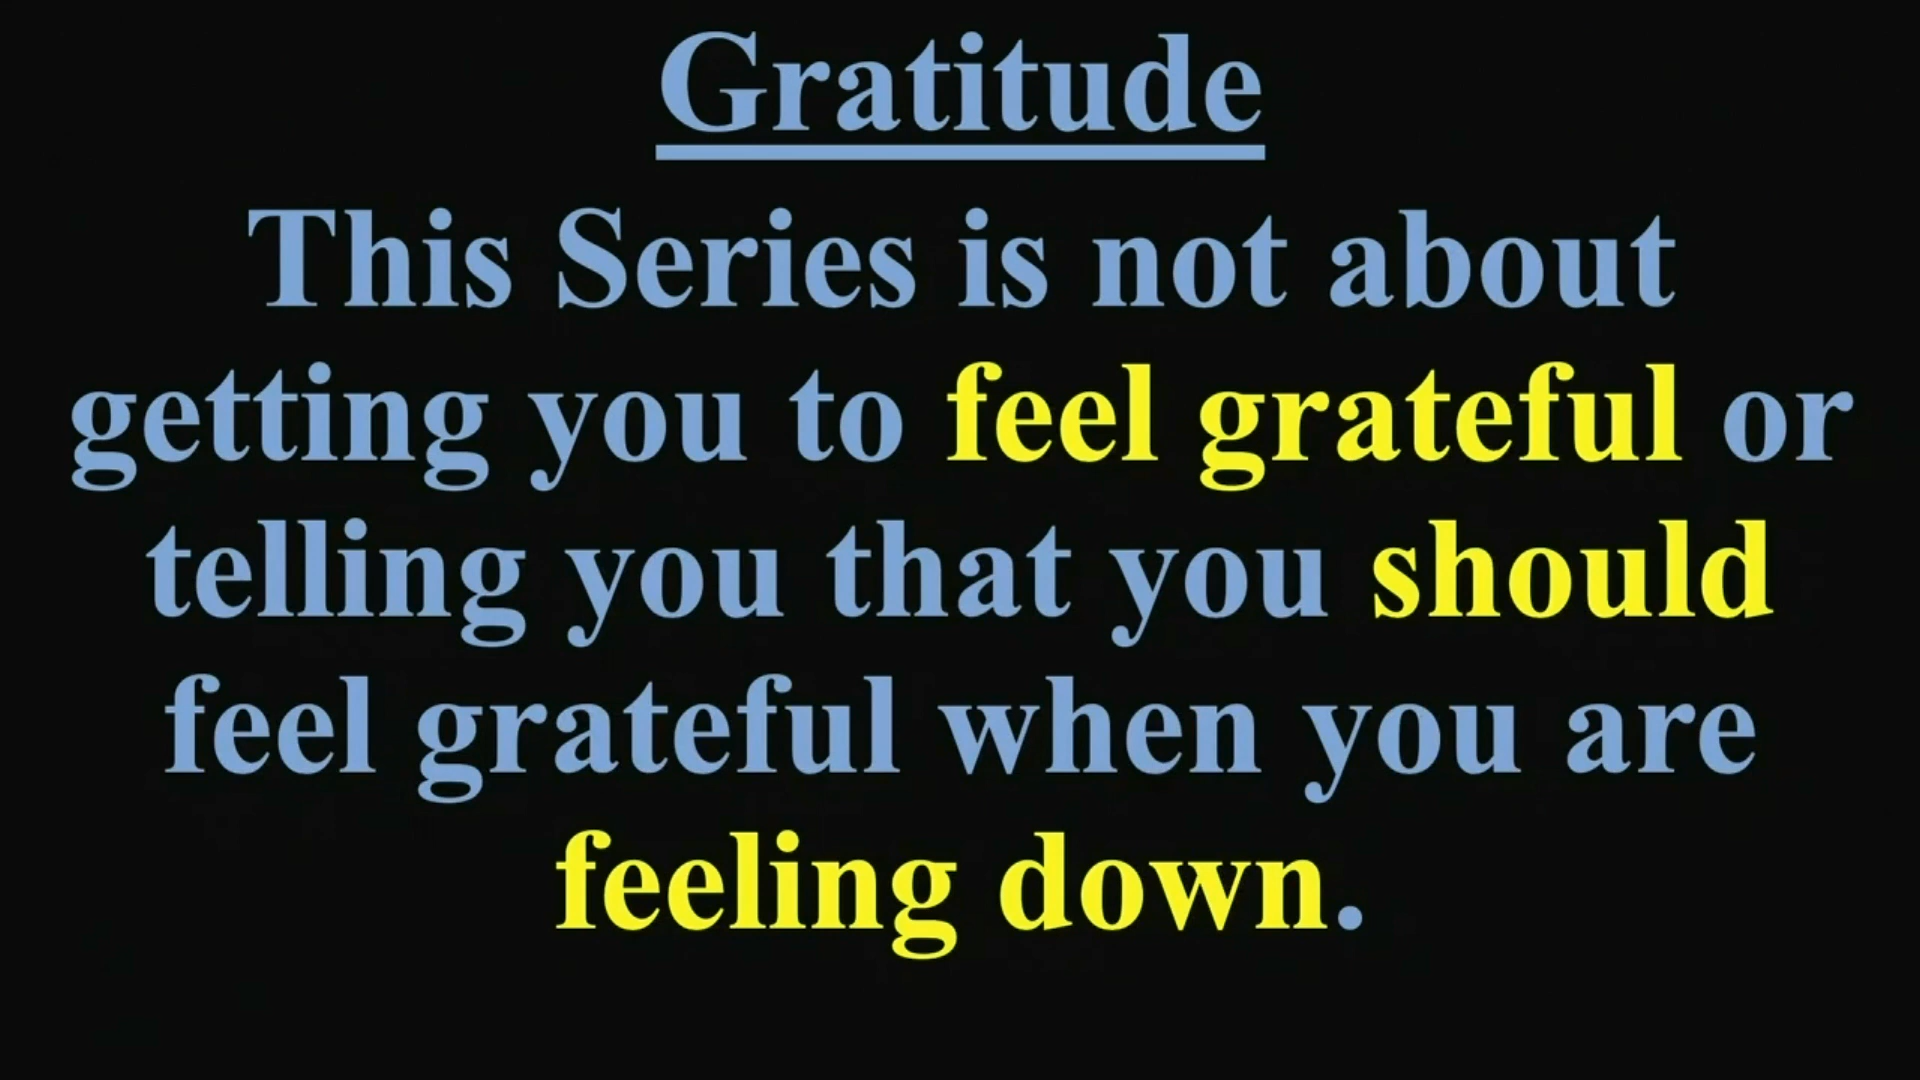 Gratitude
This Series is not about
getting you to feel grateful or
telling you that you should
feel grateful when you are
feeling down.